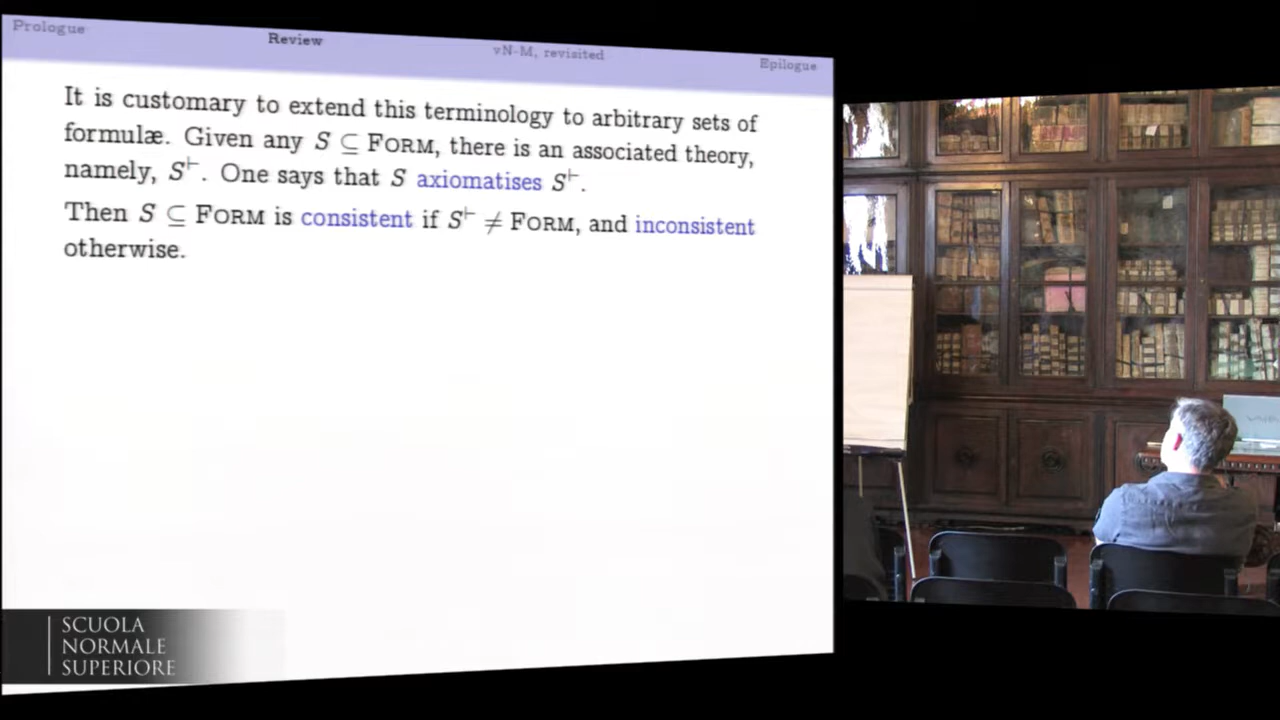 Prologue
Review
vN-M, revisited
Epilogue
It is customary to extend this terminology to arbitrary sets of
formulæ. Given any S ⊆ FORM, there is an associated theory,
namely, S⊢. One says that S axiomatises S⊢.
Then S ⊆ FORM is consistent if S⊢ ≠ FORM, and inconsistent
otherwise.
SCUOLA
NORMALE
SUPERIORE